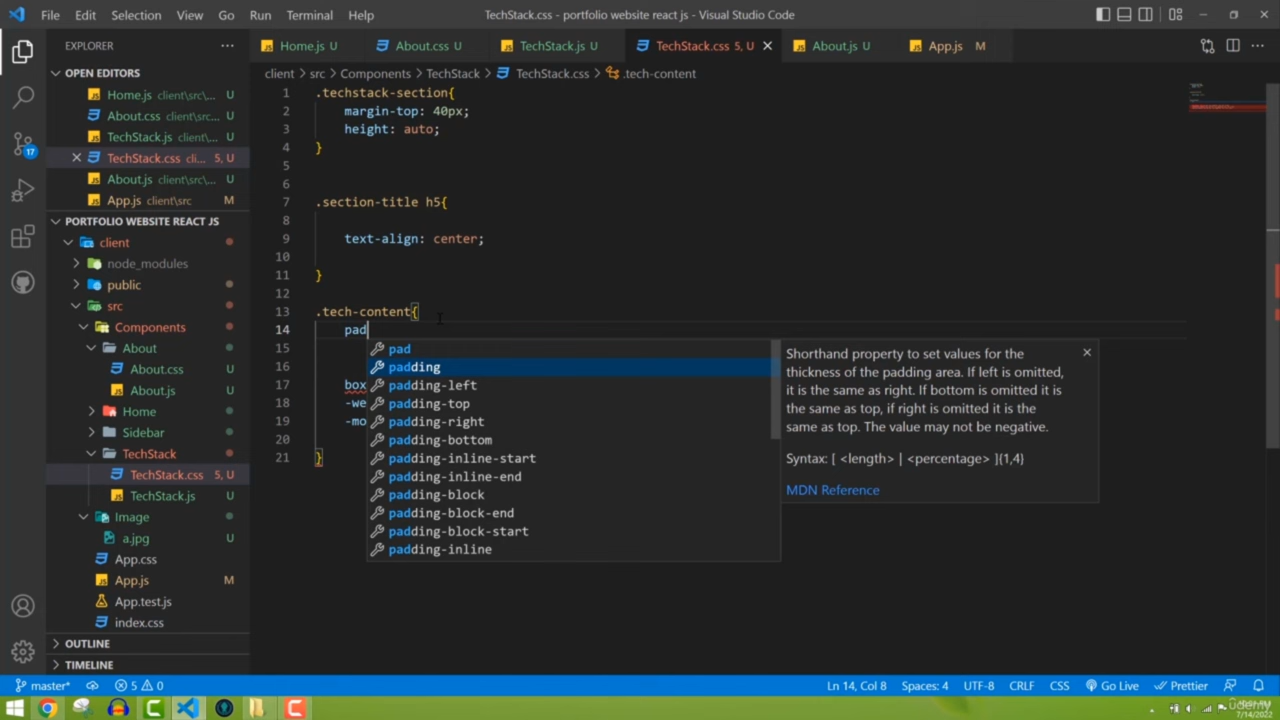 File Edit Selection View Go Run Terminal Help
TechStack.css - portfolio website react js - Visual Studio Code
EXPLORER
Home.js U
About.css U
TechStack.js U
TechStack.css 5, U
About.js U
App.js M
client > src > Components > TechStack > TechStack.css > .tech-content
OPEN EDITORS
Home.js client\src\... U
About.css client\src\... U
TechStack.js client\... U
TechStack.css cli... 5, U
About.js client\src\... U
App.js client\src M
PORTFOLIO WEBSITE REACT JS
client
node_modules
public
src
Components
About
About.css U
About.js U
Home
Sidebar
TechStack
TechStack.css 5, U
TechStack.js U
Image
a.jpg U
App.css
App.js M
App.test.js
index.css
OUTLINE
TIMELINE
1 .techstack-section{
2 margin-top: 40px;
3 height: auto;
4 }
5
6
7 .section-title h5{
8
9 text-align: center;
10
11 }
12
13 .tech-content{
14 pad
15
16
17 box
18 -we
19 -mo
20
21 }
pad
padding
padding-left
padding-top
padding-right
padding-bottom
padding-inline-start
padding-inline-end
padding-block
padding-block-end
padding-block-start
padding-inline
Shorthand property to set values for the
thickness of the padding area. If left is omitted,
it is the same as right. If bottom is omitted it is
the same as top, if right is omitted it is the
same as top. The value may not be negative.
Syntax: [ <length> | <percentage> ]{1,4}
MDN Reference
17
master* 5 0
Ln 14, Col 8 Spaces: 4 UTF-8 CRLF CSS Go Live Prettier
7/14/2022
Udemy